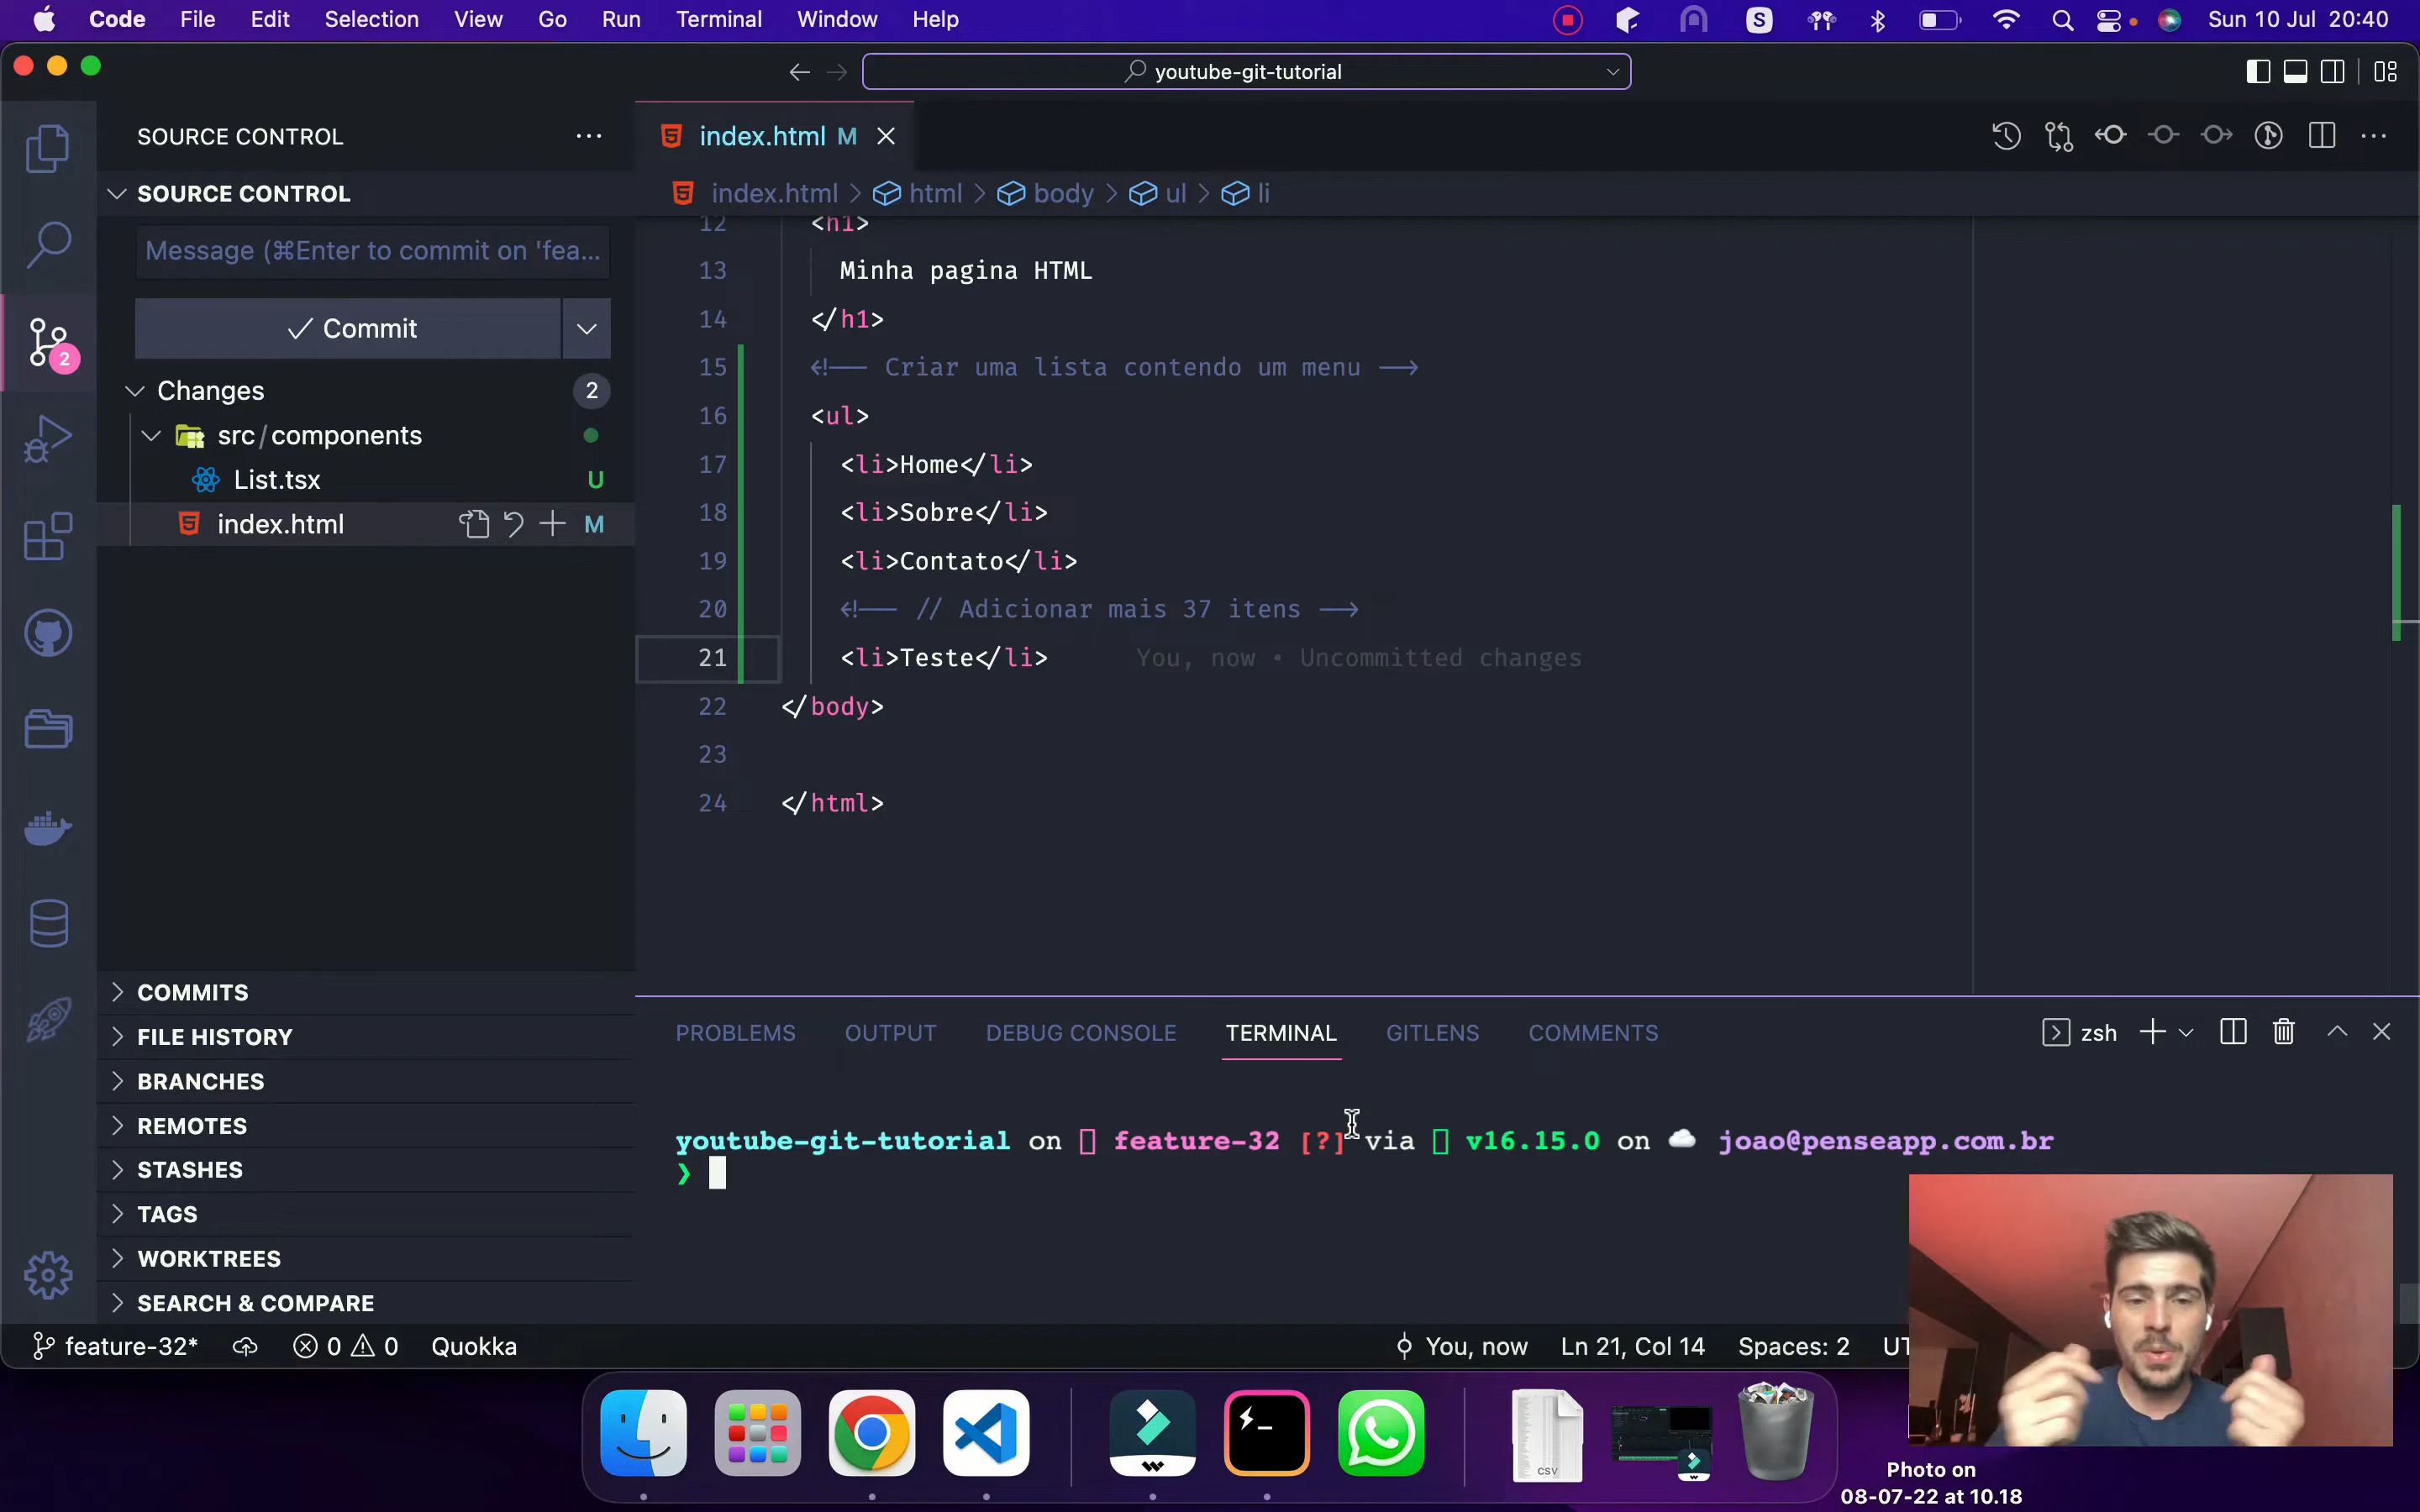 Code File Edit Selection View Go Run Terminal Window Help Sun 10 Jul 20:40
youtube-git-tutorial
SOURCE CONTROL
index.html M
SOURCE CONTROL
index.html > html > body > ul > li
Message (⌘Enter to commit on 'fea...
Commit
Changes 2
src/components
List.tsx U
index.html M
2
12 <h1>
13 Minha pagina HTML
14 </h1>
15 <!-- Criar uma lista contendo um menu -->
16 <ul>
17 <li>Home</li>
18 <li>Sobre</li>
19 <li>Contato</li>
20 <!-- // Adicionar mais 37 itens -->
21 <li>Teste</li> You, now • Uncommitted changes
22 </body>
23
24 </html>
COMMITS
FILE HISTORY
BRANCHES
REMOTES
STASHES
TAGS
WORKTREES
SEARCH & COMPARE
PROBLEMS OUTPUT DEBUG CONSOLE TERMINAL GITLENS COMMENTS zsh
youtube-git-tutorial on feature-32 [?] via v16.15.0 on joao@penseapp.com.br
❯
feature-32* 0 0 Quokka You, now Ln 21, Col 14 Spaces: 2
CSV
Photo on
08-07-22 at 10.18